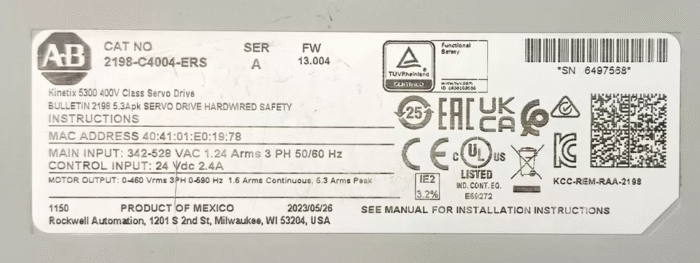 AB
CAT NO
SER
FW
2198-C4004-ERS
A
13.004
Kinetix 5300 400V Class Servo Drive
BULLETIN 2198 5.3Apk SERVO DRIVE HARDWIRED SAFETY
INSTRUCTIONS
MAC ADDRESS 40:41:01:E0:19:78
MAIN INPUT: 342-528 VAC 1.24 Arms 3 PH 50/60 Hz
CONTROL INPUT: 24 Vdc 2.4A
MOTOR OUTPUT: 0-460 Vrms 3PH 0-590 Hz 1.6 Arms Continuous, 5.3 Arms Peak
1150
PRODUCT OF MEXICO
2023/05/26
Rockwell Automation, 1201 S 2nd St, Milwaukee, WI 53204, USA
TÜVRheinland
CERTIFIED
Functional
Safety
*SN 6497568*
25
EAC
UK
CA
CE
C UL US
LISTED
IND. CONT. EQ.
E59272
IE2
3.2%
KCC-REM-RAA-2198
SEE MANUAL FOR INSTALLATION INSTRUCTIONS